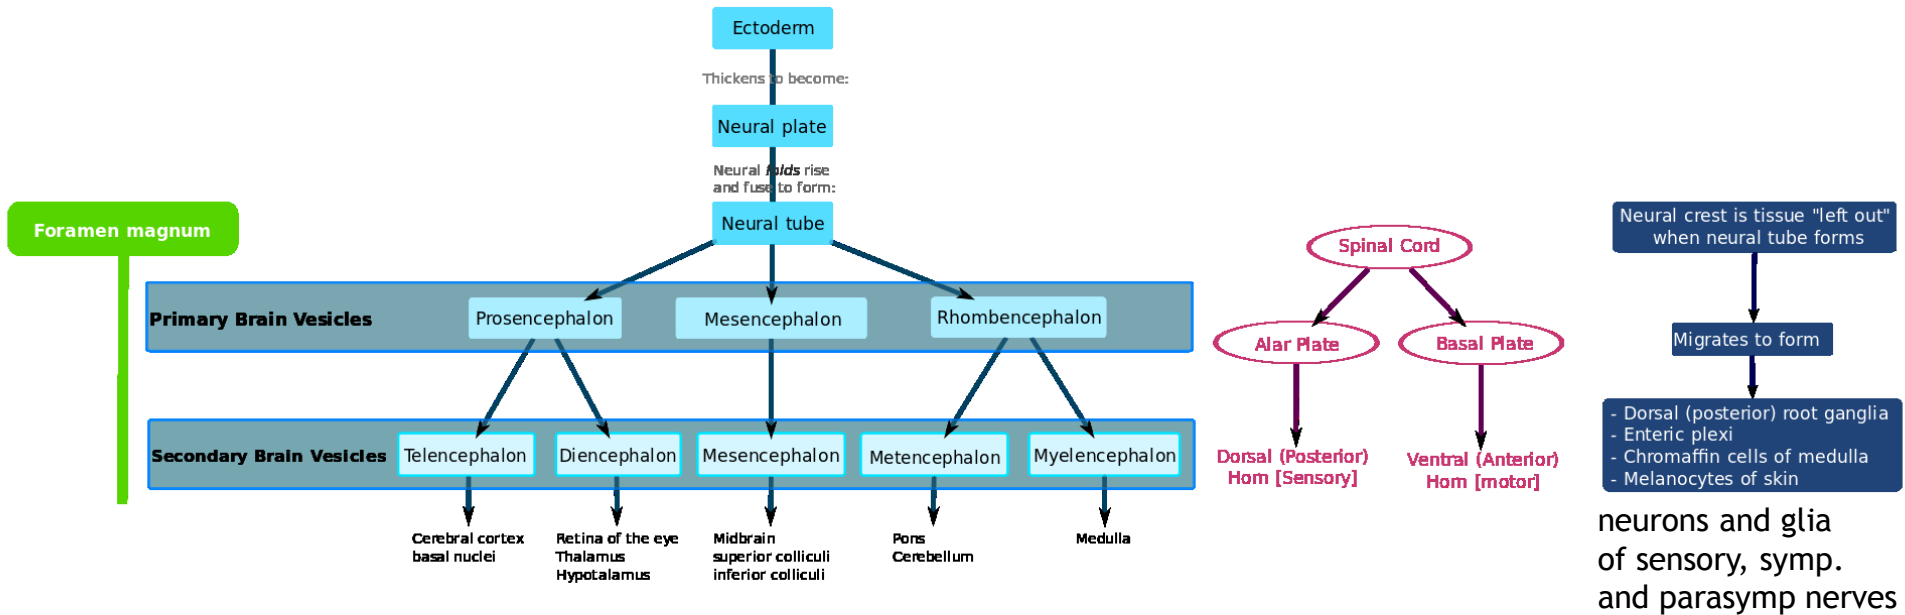 Ectoderm
Thickens to become:
Neural plate
Neural folds rise
and fuse to form:
Neural tube
Foramen magnum
Primary Brain Vesicles
Prosencephalon
Mesencephalon
Rhombencephalon
Secondary Brain Vesicles
Telencephalon
Diencephalon
Mesencephalon
Metencephalon
Myelencephalon
Cerebral cortex
basal nuclei
Retina of the eye
Thalamus
Hypotalamus
Midbrain
superior colliculi
inferior colliculi
Pons
Cerebellum
Medulla
Spinal Cord
Alar Plate
Basal Plate
Dorsal (Posterior)
Horn [Sensory]
Ventral (Anterior)
Horn [motor]
Neural crest is tissue "left out"
when neural tube forms
Migrates to form
- Dorsal (posterior) root ganglia
- Enteric plexi
- Chromaffin cells of medulla
- Melanocytes of skin
neurons and glia
of sensory, symp.
and parasymp nerves